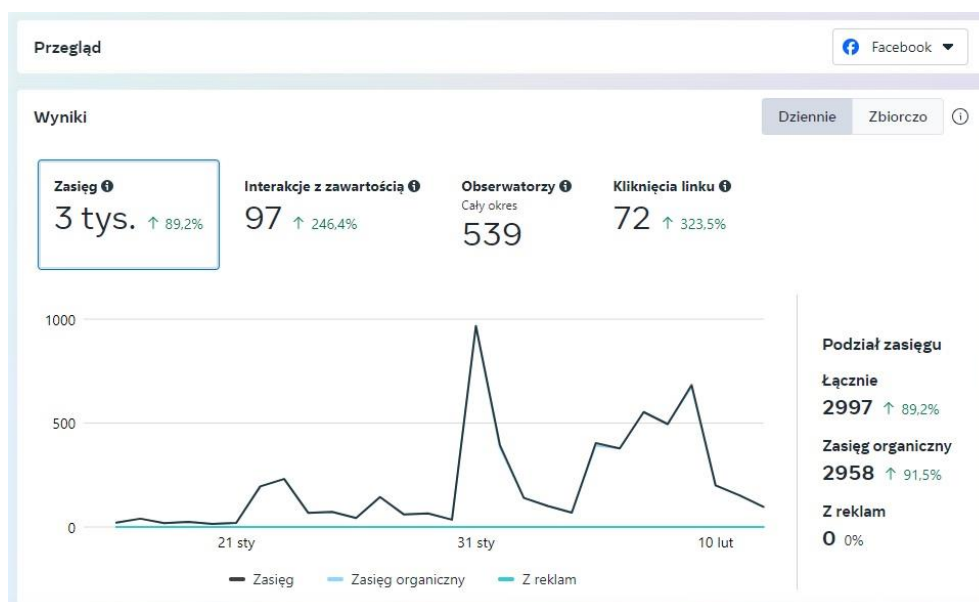 Przegląd
Facebook
Wyniki
Dziennie Zbiorczo
Zasięg
3 tys. ↑ 89,2%
Interakcje z zawartością
97 ↑ 246,4%
Obserwatorzy
Cały okres
539
Kliknięcia linku
72 ↑ 323,5%
1000
500
0
21 sty 31 sty 10 lut
Zasięg Zasięg organiczny Z reklam
Podział zasięgu
Łącznie
2997 ↑ 89,2%
Zasięg organiczny
2958 ↑ 91,5%
Z reklam
0 0%